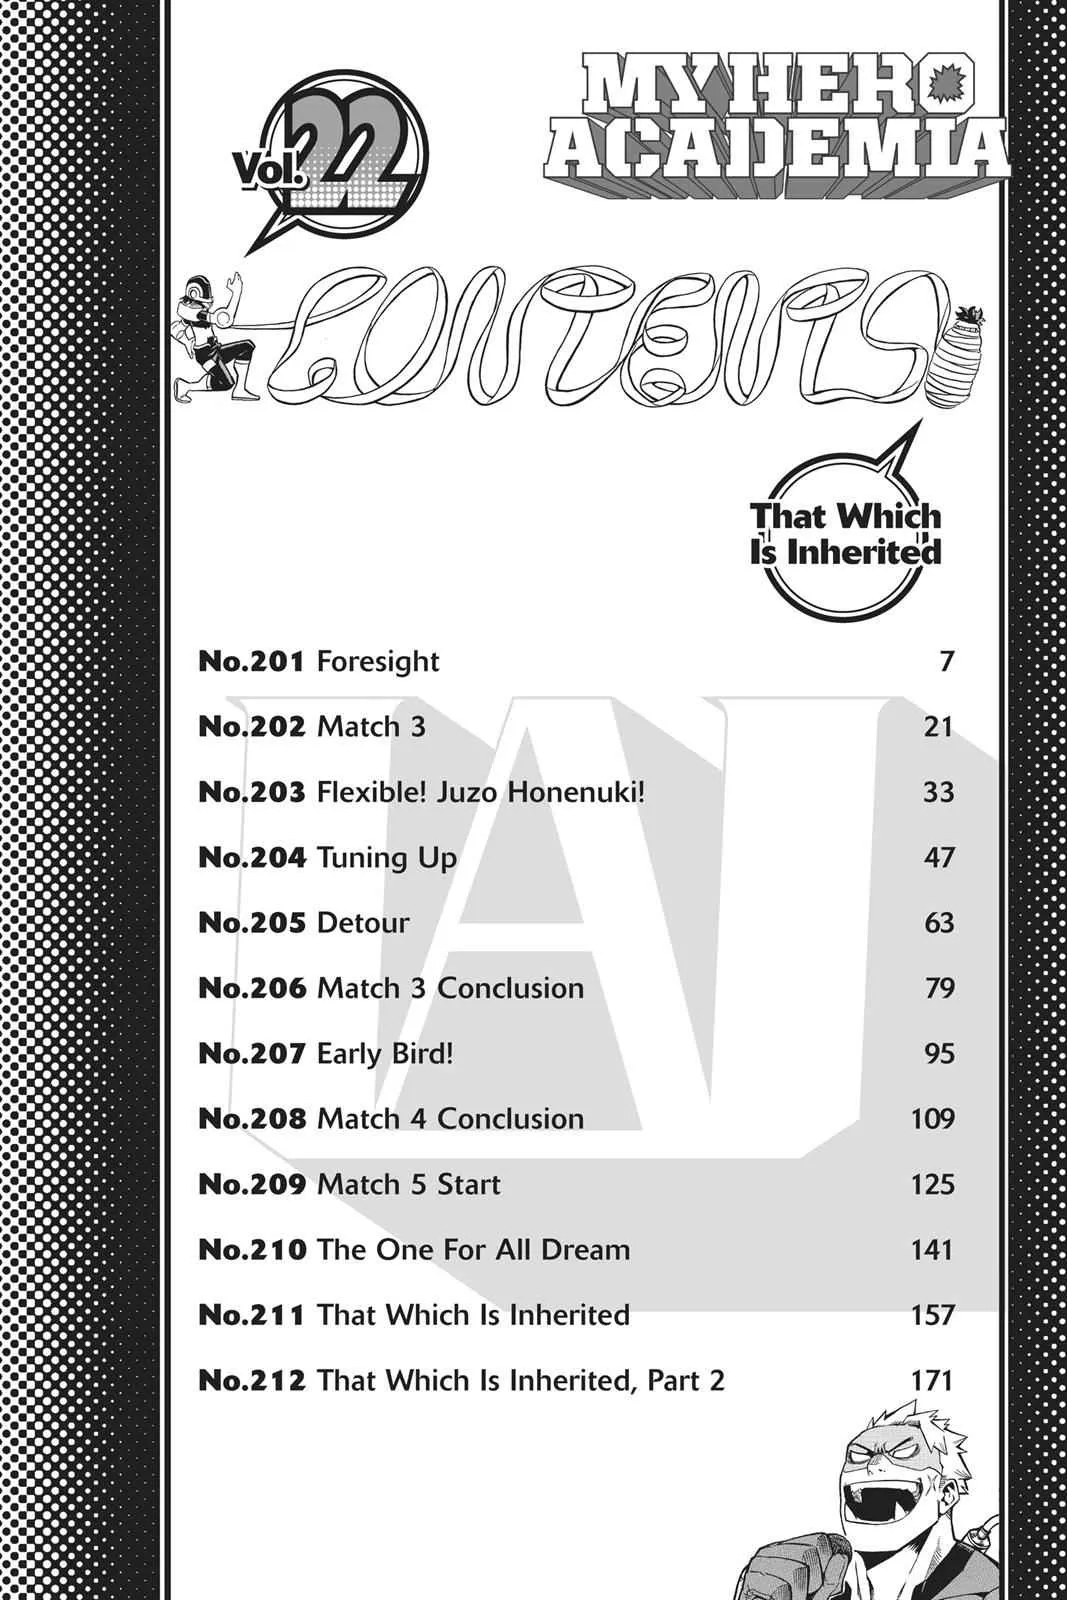 Vol. 22
MY HERO
ACADEMIA
CONTENTS
That Which
Is Inherited
No.201 Foresight 7
No.202 Match 3 21
No.203 Flexible! Juzo Honenuki! 33
No.204 Tuning Up 47
No.205 Detour 63
No.206 Match 3 Conclusion 79
No.207 Early Bird! 95
No.208 Match 4 Conclusion 109
No.209 Match 5 Start 125
No.210 The One For All Dream 141
No.211 That Which Is Inherited 157
No.212 That Which Is Inherited, Part 2 171